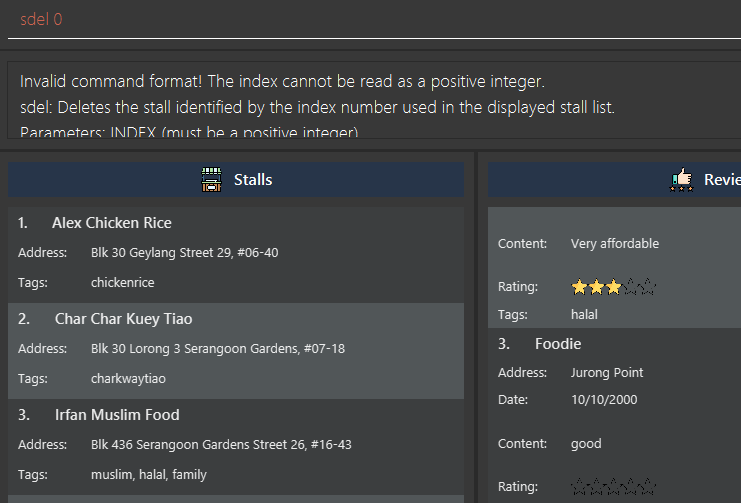 sdel 0
Invalid command format! The index cannot be read as a positive integer.
sdel: Deletes the stall identified by the index number used in the displayed stall list.
Parameters: INDEX (must be a positive integer)
Stalls
1. Alex Chicken Rice
Address: Blk 30 Geylang Street 29, #06-40
Tags: chickenrice
2. Char Char Kuey Tiao
Address: Blk 30 Lorong 3 Serangoon Gardens, #07-18
Tags: charkwaytiao
3. Irfan Muslim Food
Address: Blk 436 Serangoon Gardens Street 26, #16-43
Tags: muslim, halal, family
Revie
Content: Very affordable
Rating:
Tags: halal
3. Foodie
Address: Jurong Point
Date: 10/10/2000
Content: good
Rating: